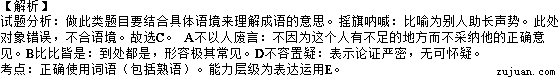 【解析】
试题分析：做此类题目要结合具体语境来理解成语的意思。摇旗呐喊：比喻为别人助长声势。此处
对象错误，不合语境。故选C。 A不以人废言：不因为这个人有不足的地方而不采纳他的正确意
见。B比比皆是：到处都是，形容极其常见。D不容置疑：表示论证严密，无可怀疑。
考点：正确使用词语（包括熟语）。能力层级为表达运用E。
zujuan.com